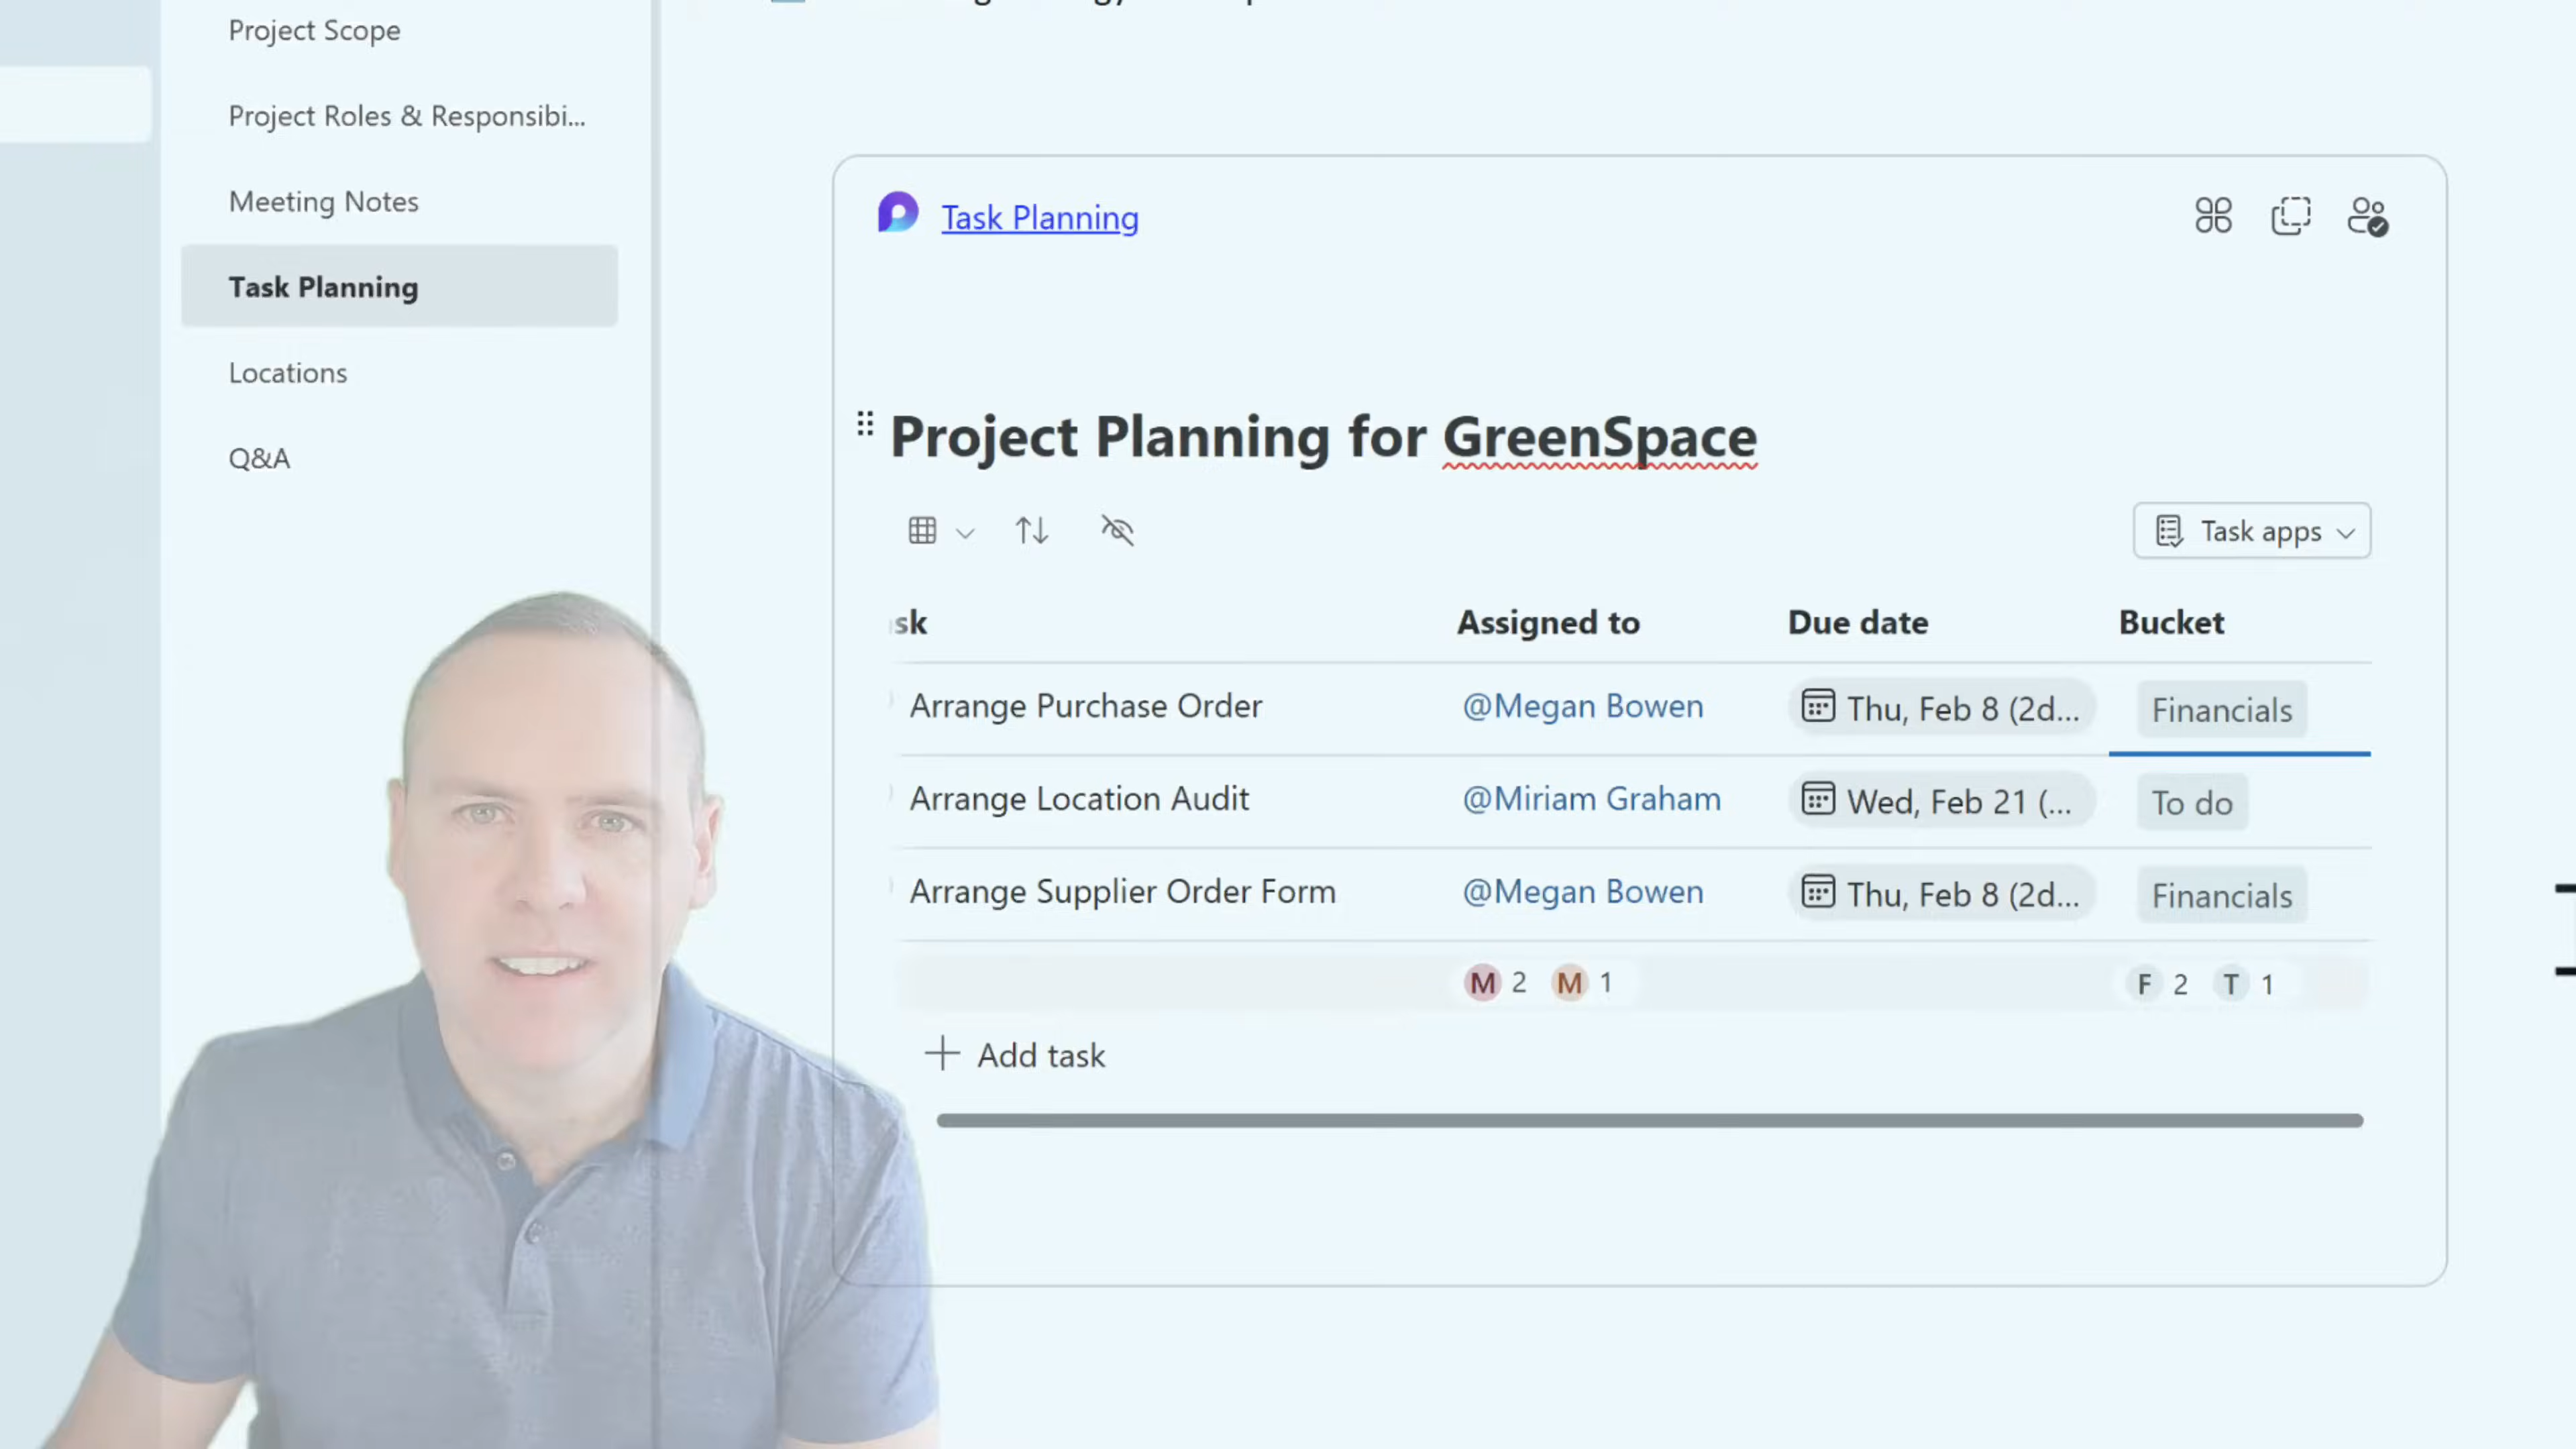 Project Scope
Project Roles & Responsibi...
Meeting Notes
Task Planning
Locations
Q&A
Task Planning
Project Planning for GreenSpace
Task apps
sk Assigned to Due date Bucket
Arrange Purchase Order @Megan Bowen Thu, Feb 8 (2d... Financials
Arrange Location Audit @Miriam Graham Wed, Feb 21 (... To do
Arrange Supplier Order Form @Megan Bowen Thu, Feb 8 (2d... Financials
M 2 M 1 F 2 T 1
Add task